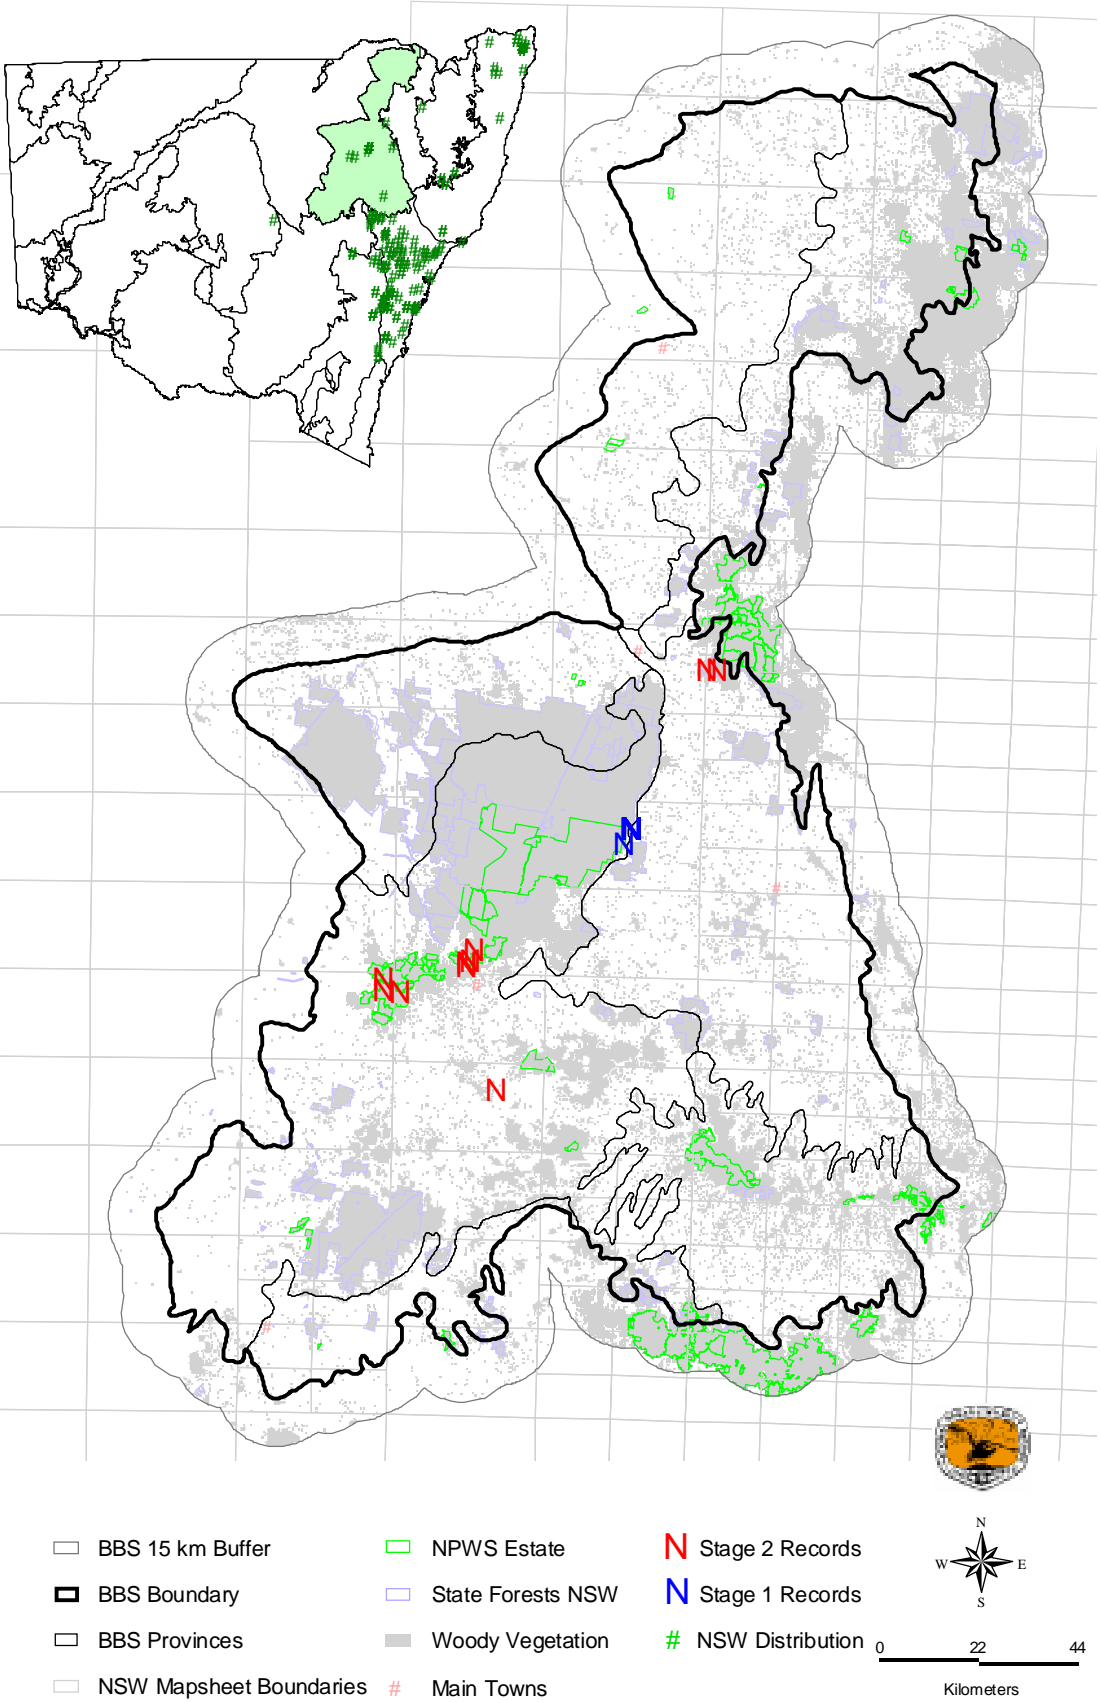 BBS 15 km Buffer
BBS Boundary
BBS Provinces
NSW Mapsheet Boundaries
NPWS Estate
State Forests NSW
Woody Vegetation
# Main Towns
N Stage 2 Records
N Stage 1 Records
# NSW Distribution
N
W E
S
0 22 44
Kilometers